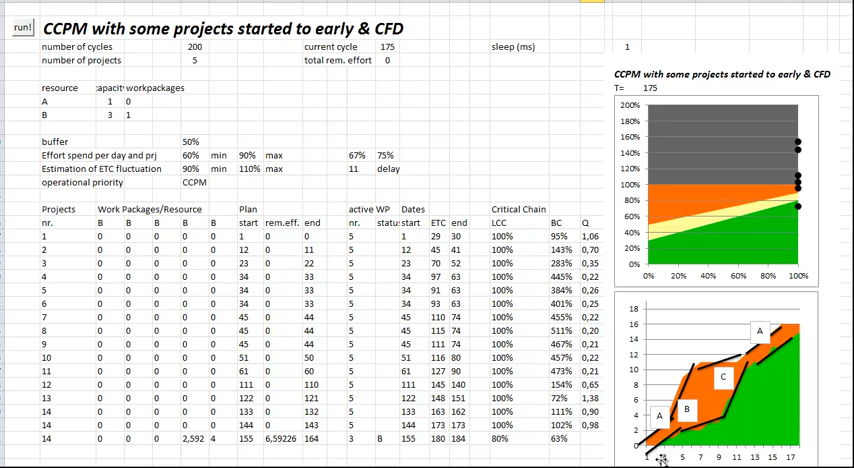 run! CCPM with some projects started to early & CFD
number of cycles 200 current cycle 175 sleep (ms) 1
number of projects 5 total rem. effort 0
CCPM with some projects started to early & CFD
T= 175
resource :apacit workpackages
A 1 0
B 3 1
buffer 50%
Effort spend per day and prj 60% min 90% max 67% 75%
Estimation of ETC fluctuation 90% min 110% max 11 delay
operational priority CCPM
Projects Work Packages/Resource Plan active WP Dates Critical Chain
nr. B B B B B start rem.eff. end nr. statu: start ETC end LCC BC Q
1 0 0 0 0 0 1 0 0 5 1 29 30 100% 95% 1,06
2 0 0 0 0 0 12 0 11 5 12 45 41 100% 143% 0,70
3 0 0 0 0 0 23 0 22 5 23 70 52 100% 283% 0,35
4 0 0 0 0 0 34 0 33 5 34 97 63 100% 445% 0,22
5 0 0 0 0 0 34 0 33 5 34 91 63 100% 384% 0,26
6 0 0 0 0 0 34 0 33 5 34 93 63 100% 401% 0,25
7 0 0 0 0 0 45 0 44 5 45 110 74 100% 455% 0,22
8 0 0 0 0 0 45 0 44 5 45 115 74 100% 511% 0,20
9 0 0 0 0 0 45 0 44 5 45 111 74 100% 467% 0,21
10 0 0 0 0 0 51 0 50 5 51 116 80 100% 457% 0,22
11 0 0 0 0 0 61 0 60 5 61 127 90 100% 473% 0,21
12 0 0 0 0 0 111 0 110 5 111 145 140 100% 154% 0,65
13 0 0 0 0 0 122 0 121 5 122 148 151 100% 72% 1,38
14 0 0 0 0 0 133 0 132 5 133 163 162 100% 111% 0,90
14 0 0 0 0 0 144 0 143 5 144 173 173 100% 102% 0,98
14 0 0 0 2,592 4 155 6,59226 164 3 B 155 180 184 80% 63%
200%
180%
160%
140%
120%
100%
80%
60%
40%
20%
0%
0% 20% 40% 60% 80% 100%
18
16
14
12
10
8
6
4
2
0
A
C
B
A
1 3 5 7 9 11 13 15 17